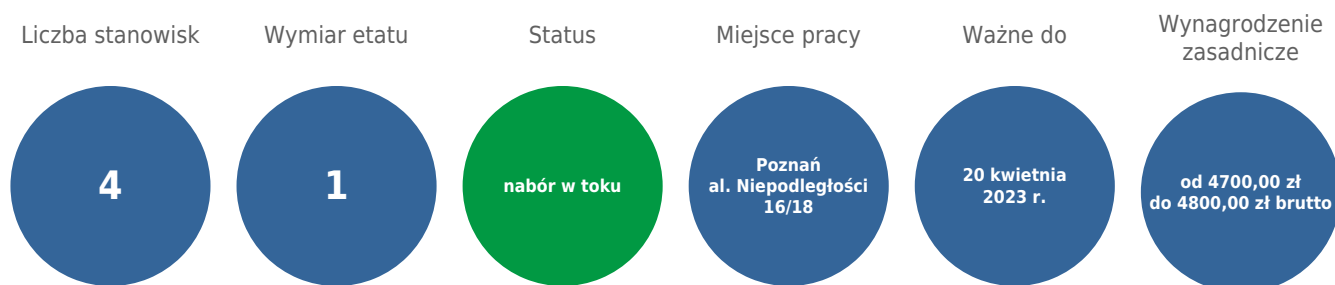 Liczba stanowisk
4
Wymiar etatu
1
Status
nabór w toku
Miejsce pracy
Poznań
al. Niepodległości
16/18
Ważne do
20 kwietnia
2023 r.
Wynagrodzenie
zasadnicze
od 4700,00 zł
do 4800,00 zł brutto